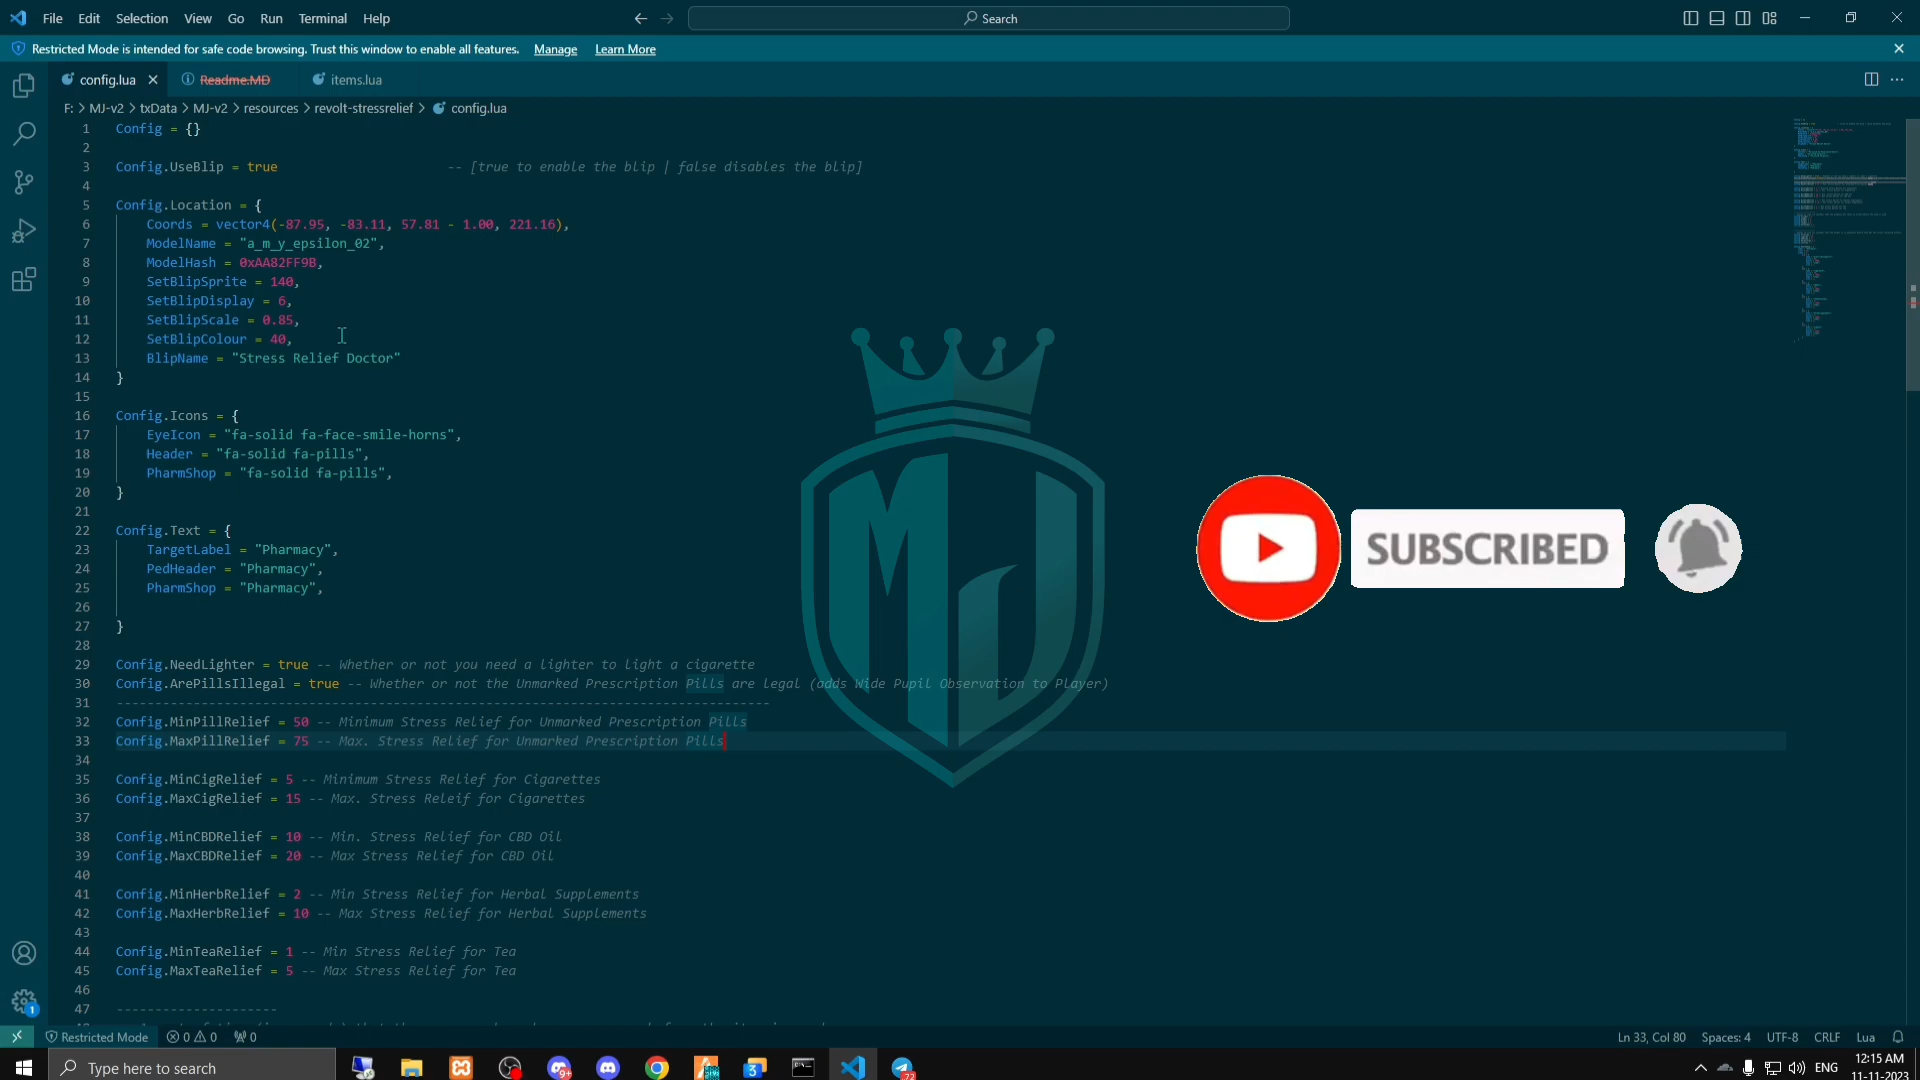 File Edit Selection View Go Run Terminal Help
Search
Restricted Mode is intended for safe code browsing. Trust this window to enable all features. Manage Learn More
config.lua Readme.MD items.lua
F: > MJ-v2 > txData > MJ-v2 > resources > revolt-stressrelief > config.lua
1 Config = {}
2
3 Config.UseBlip = true -- [true to enable the blip | false disables the blip]
4
5 Config.Location = {
6 Coords = vector4(-87.95, -83.11, 57.81 - 1.00, 221.16),
7 ModelName = "a_m_y_epsilon_02",
8 ModelHash = 0xAA82FF9B,
9 SetBlipSprite = 140,
10 SetBlipDisplay = 6,
11 SetBlipScale = 0.85,
12 SetBlipColour = 40,
13 BlipName = "Stress Relief Doctor"
14 }
15
16 Config.Icons = {
17 EyeIcon = "fa-solid fa-face-smile-horns",
18 Header = "fa-solid fa-pills",
19 PharmShop = "fa-solid fa-pills",
20 }
21
22 Config.Text = {
23 TargetLabel = "Pharmacy",
24 PedHeader = "Pharmacy",
25 PharmShop = "Pharmacy",
26
27 }
28
29 Config.NeedLighter = true -- Whether or not you need a lighter to light a cigarette
30 Config.ArePillsIllegal = true -- Whether or not the Unmarked Prescription Pills are legal (adds Wide Pupil Observation to Player)
31 -------------------------------------------------------------------------------------
32 Config.MinPillRelief = 50 -- Minimum Stress Relief for Unmarked Prescription Pills
33 Config.MaxPillRelief = 75 -- Max. Stress Relief for Unmarked Prescription Pills
34
35 Config.MinCigRelief = 5 -- Minimum Stress Relief for Cigarettes
36 Config.MaxCigRelief = 15 -- Max. Stress Releif for Cigarettes
37
38 Config.MinCBDRelief = 10 -- Min. Stress Relief for CBD Oil
39 Config.MaxCBDRelief = 20 -- Max Stress Relief for CBD Oil
40
41 Config.MinHerbRelief = 2 -- Min Stress Relief for Herbal Supplements
42 Config.MaxHerbRelief = 10 -- Max Stress Relief for Herbal Supplements
43
44 Config.MinTeaRelief = 1 -- Min Stress Relief for Tea
45 Config.MaxTeaRelief = 5 -- Max Stress Relief for Tea
46
47 ---------------------
MJ
SUBSCRIBED
1
Restricted Mode 0 0 0 Ln 33, Col 80 Spaces: 4 UTF-8 CRLF Lua
Type here to search
9+
3
72
ENG
12:15 AM
11-11-2023